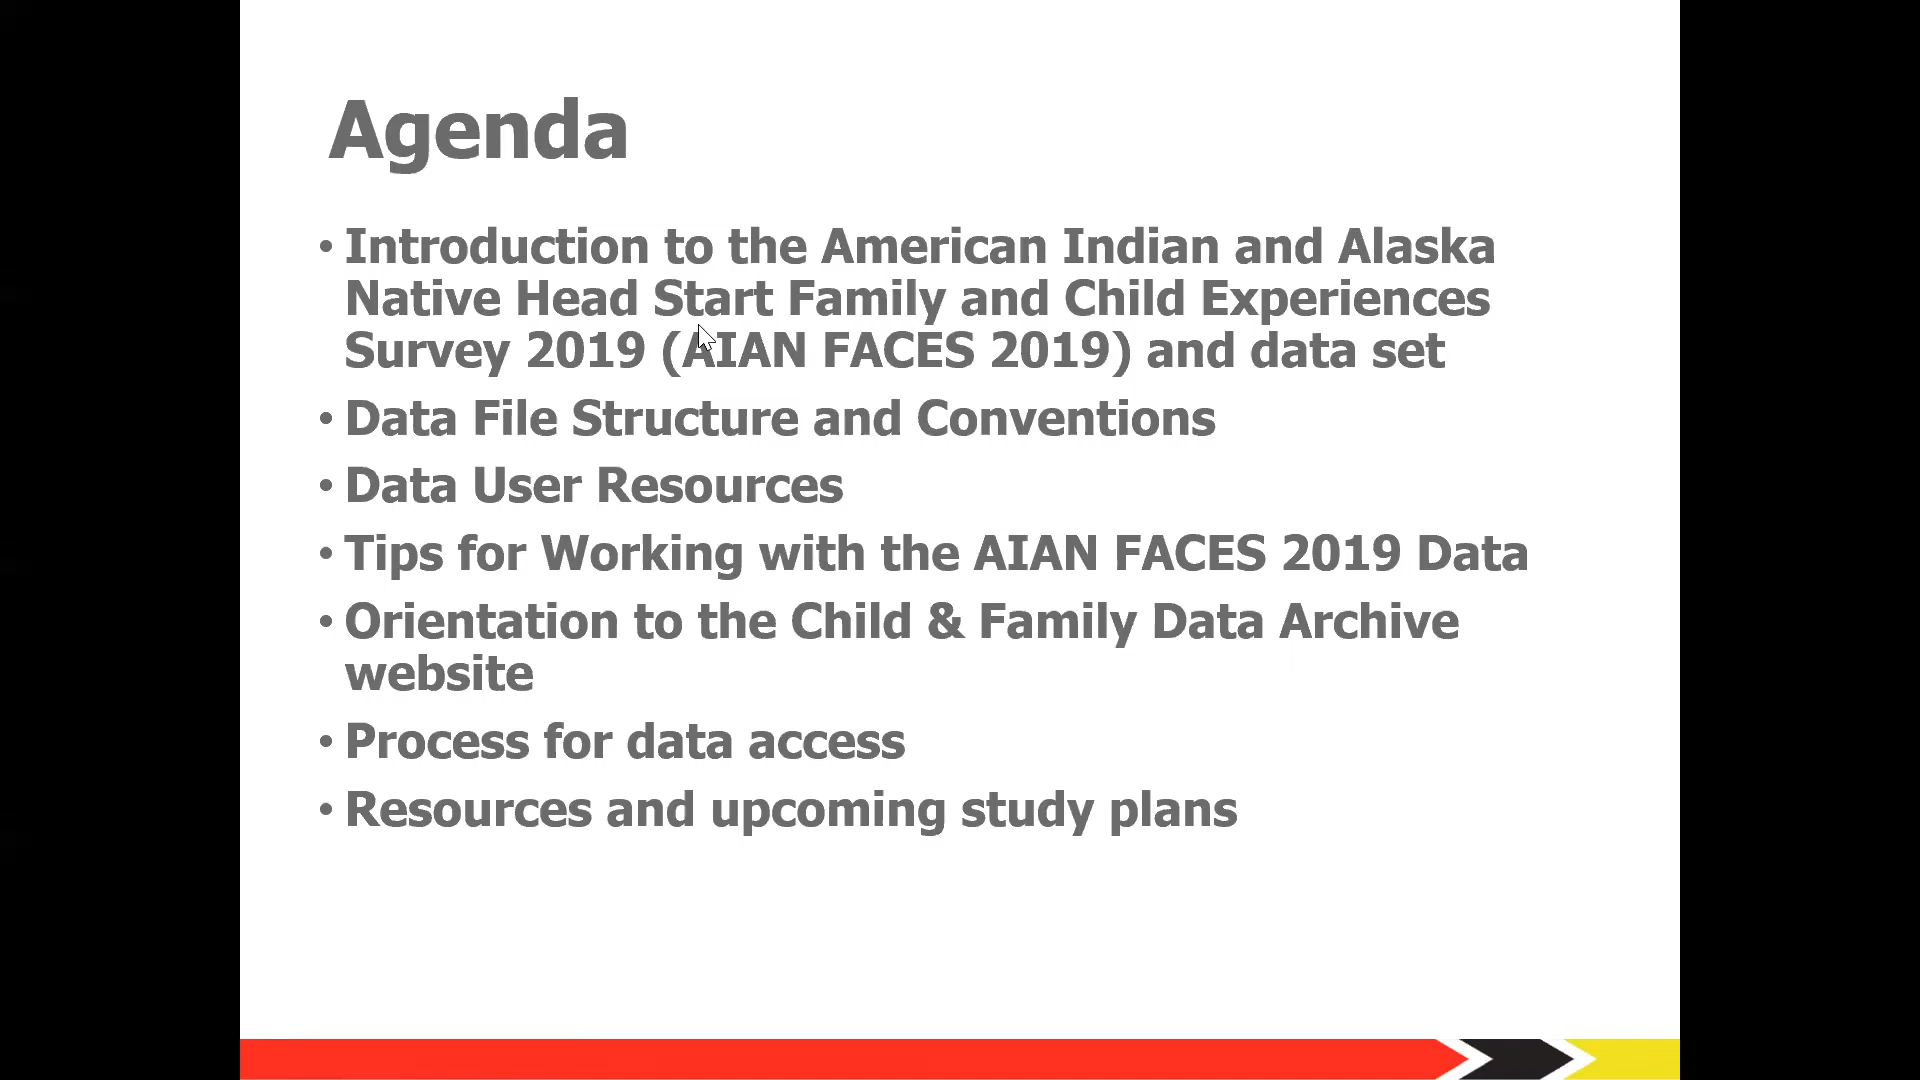 Agenda
• Introduction to the American Indian and Alaska
Native Head Start Family and Child Experiences
Survey 2019 (AIAN FACES 2019) and data set
• Data File Structure and Conventions
• Data User Resources
• Tips for Working with the AIAN FACES 2019 Data
• Orientation to the Child & Family Data Archive
website
• Process for data access
• Resources and upcoming study plans